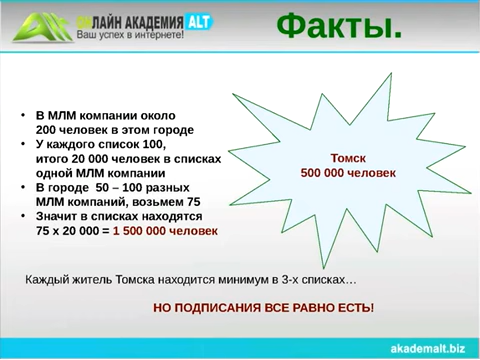 ОНЛАЙН АКАДЕМИЯ ALT
Ваш успех в интернете!
Факты.
• В МЛМ компании около
200 человек в этом городе
• У каждого список 100,
итого 20 000 человек в списках
одной МЛМ компании
• В городе 50 – 100 разных
МЛМ компаний, возьмем 75
• Значит в списках находятся
75 х 20 000 = 1 500 000 человек
Томск
500 000 человек
Каждый житель Томска находится минимум в 3-х списках…
НО ПОДПИСАНИЯ ВСЕ РАВНО ЕСТЬ!
akademalt.biz